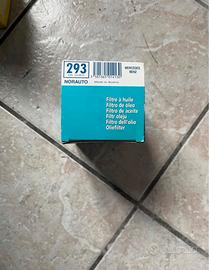 293
MERCEDES
BENZ
NORAUTO
Filtre à huile
Filtro de óleo
Filtro de aceite
Filtr oleju
Filtro dell'olio
Oliefilter